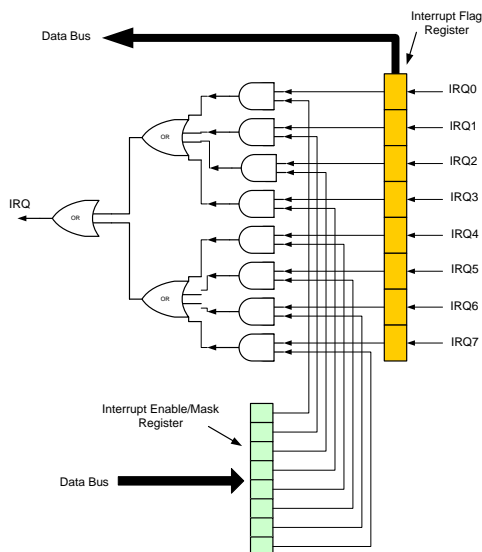 Interrupt Flag
Register
Data Bus
IRQ0
IRQ1
OR
IRQ2
IRQ3
IRQ
OR
IRQ4
IRQ5
OR
IRQ6
IRQ7
Interrupt Enable/Mask
Register
Data Bus